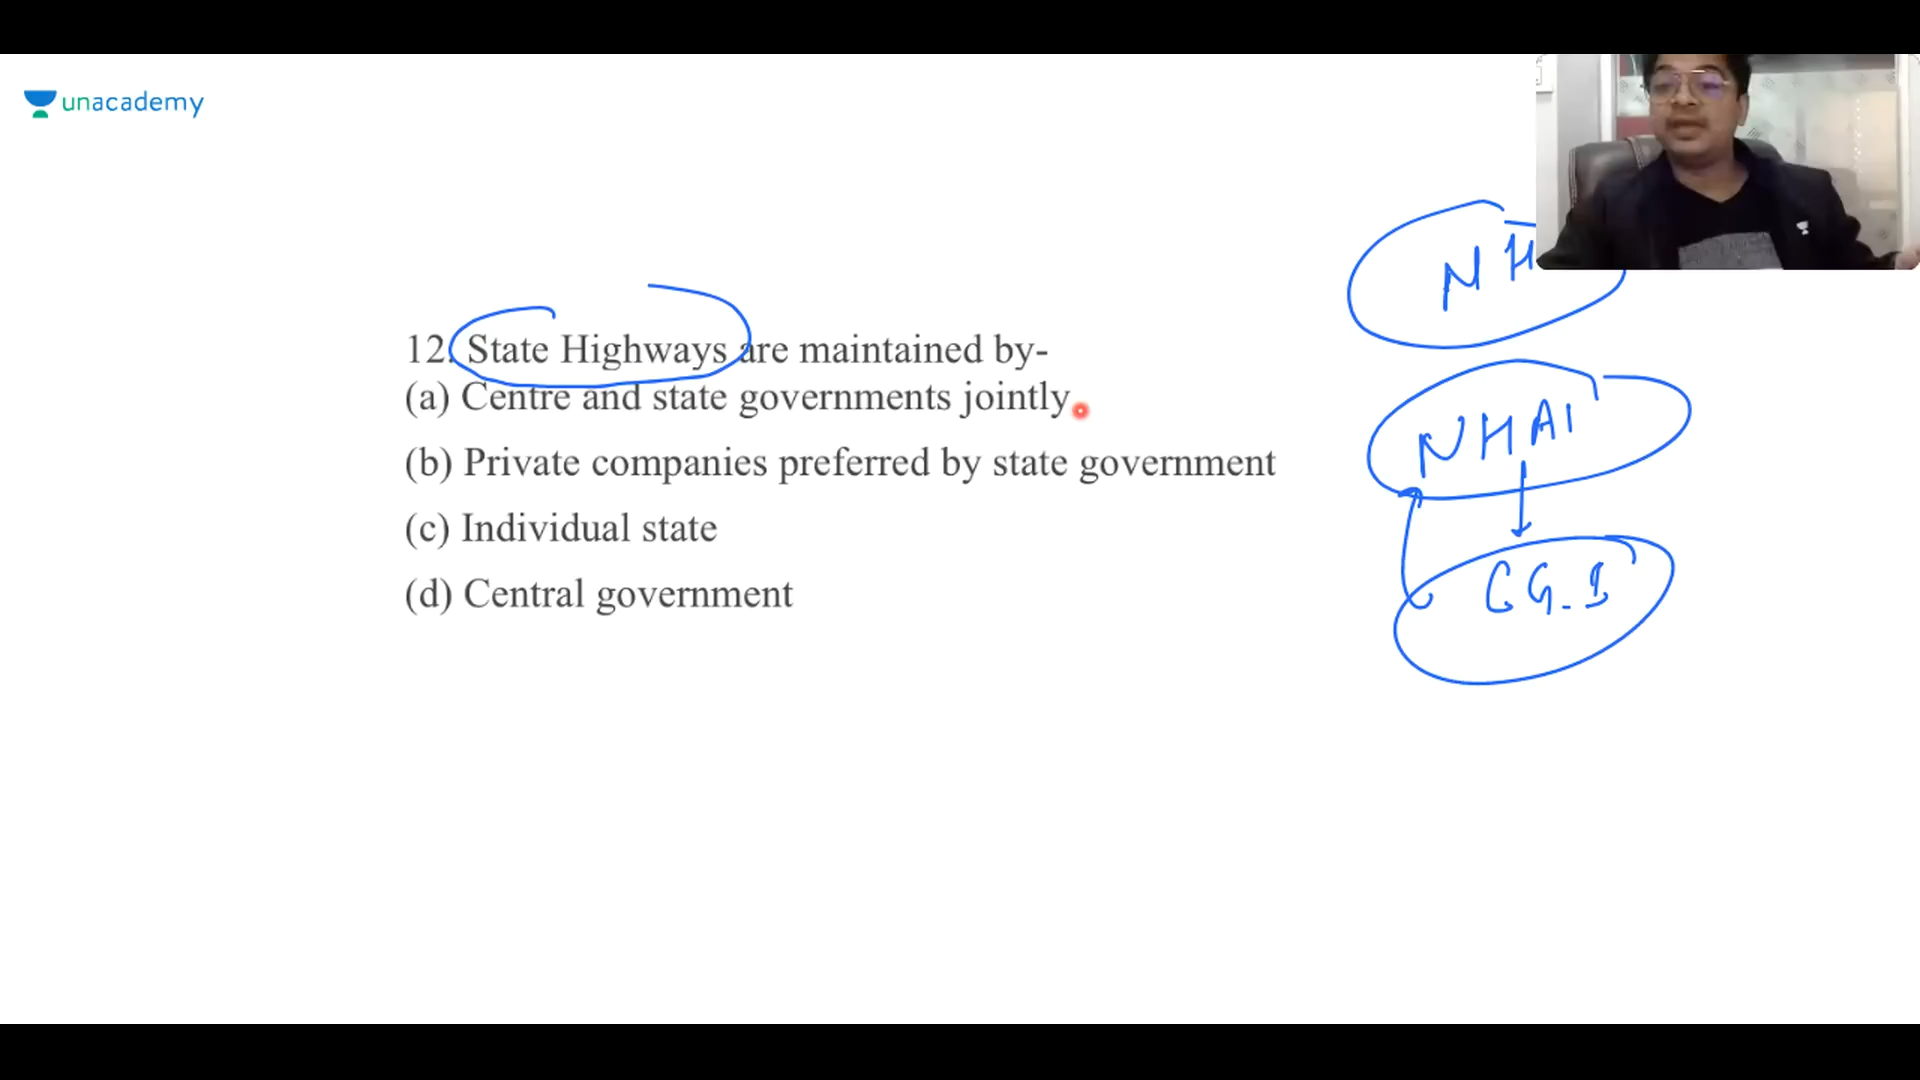 unacademy
NH
12. State Highways are maintained by-
(a) Centre and state governments jointly
NHAI
(b) Private companies preferred by state government
(c) Individual state
(d) Central government